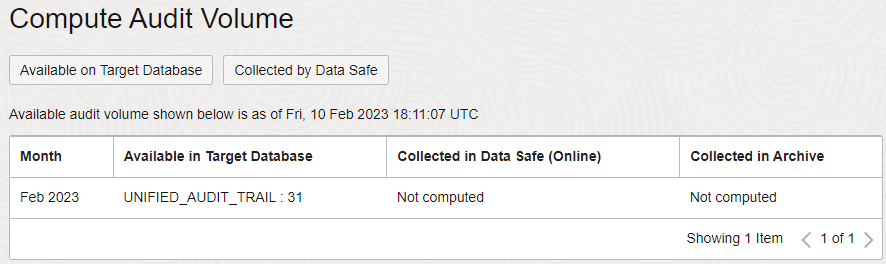 Compute Audit Volume
Available on Target Database Collected by Data Safe
Available audit volume shown below is as of Fri, 10 Feb 2023 18:11:07 UTC
Month Available in Target Database Collected in Data Safe (Online) Collected in Archive
Feb 2023 UNIFIED_AUDIT_TRAIL : 31 Not computed Not computed
Showing 1 Item 1 of 1